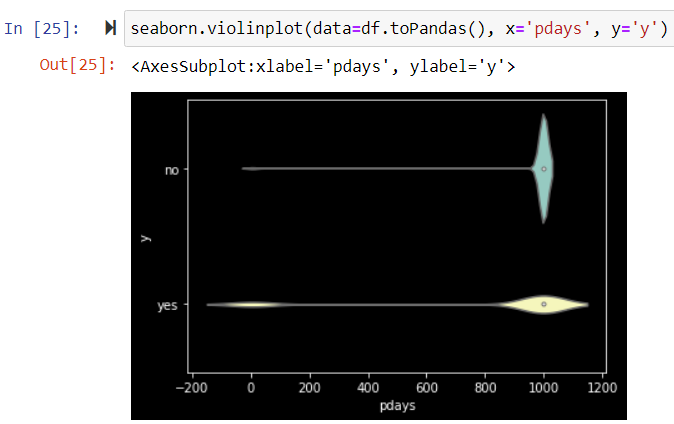 In [25]: seaborn.violinplot(data=df.toPandas(), x='pdays', y='y')
Out[25]: <AxesSubplot:xlabel='pdays', ylabel='y'>
no
y
yes
−200 0 200 400 600 800 1000 1200
pdays